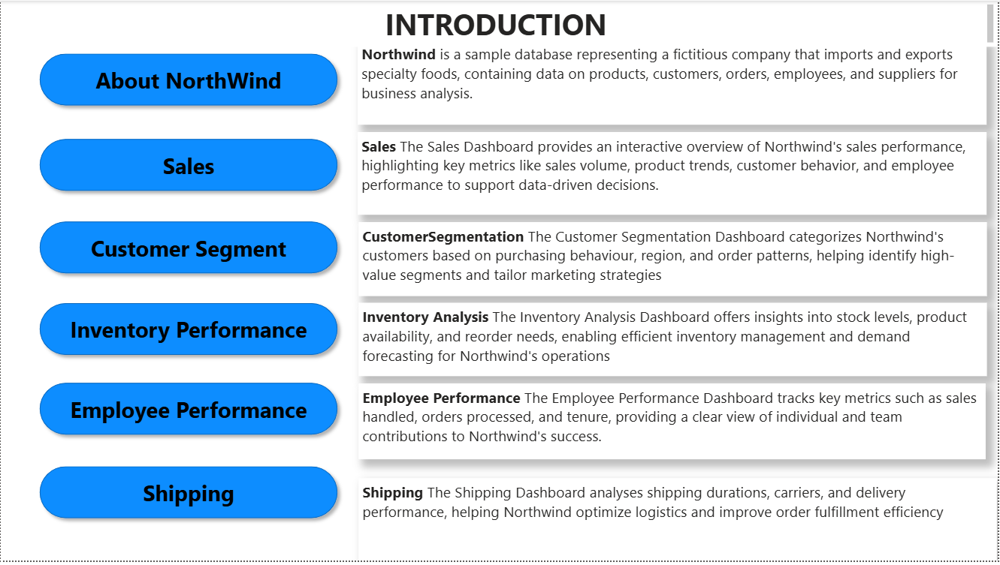 INTRODUCTION
About NorthWind
Northwind is a sample database representing a fictitious company that imports and exports
specialty foods, containing data on products, customers, orders, employees, and suppliers for
business analysis.
Sales
Sales The Sales Dashboard provides an interactive overview of Northwind's sales performance,
highlighting key metrics like sales volume, product trends, customer behavior, and employee
performance to support data-driven decisions.
Customer Segment
CustomerSegmentation The Customer Segmentation Dashboard categorizes Northwind's
customers based on purchasing behaviour, region, and order patterns, helping identify high-
value segments and tailor marketing strategies
Inventory Performance
Inventory Analysis The Inventory Analysis Dashboard offers insights into stock levels, product
availability, and reorder needs, enabling efficient inventory management and demand
forecasting for Northwind's operations
Employee Performance
Employee Performance The Employee Performance Dashboard tracks key metrics such as sales
handled, orders processed, and tenure, providing a clear view of individual and team
contributions to Northwind's success.
Shipping
Shipping The Shipping Dashboard analyses shipping durations, carriers, and delivery
performance, helping Northwind optimize logistics and improve order fulfillment efficiency